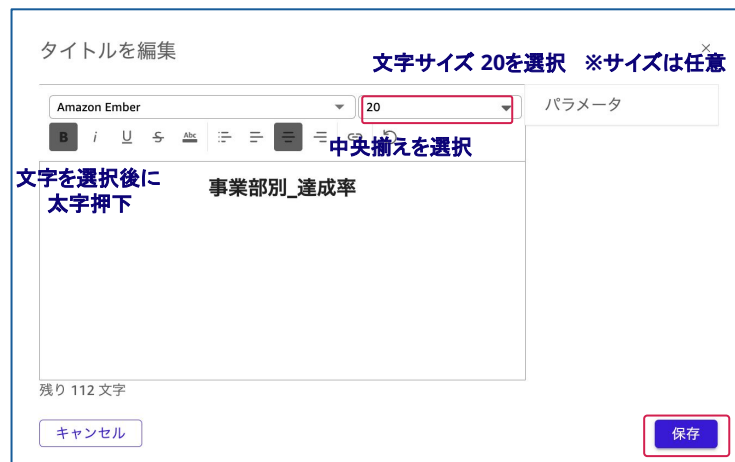 タイトルを編集
×
文字サイズ 20を選択 ※サイズは任意
Amazon Ember
20
パラメータ
B i U S Abc
中央揃えを選択
文字を選択後に
太字押下
事業部別_達成率
残り 112 文字
キャンセル
保存